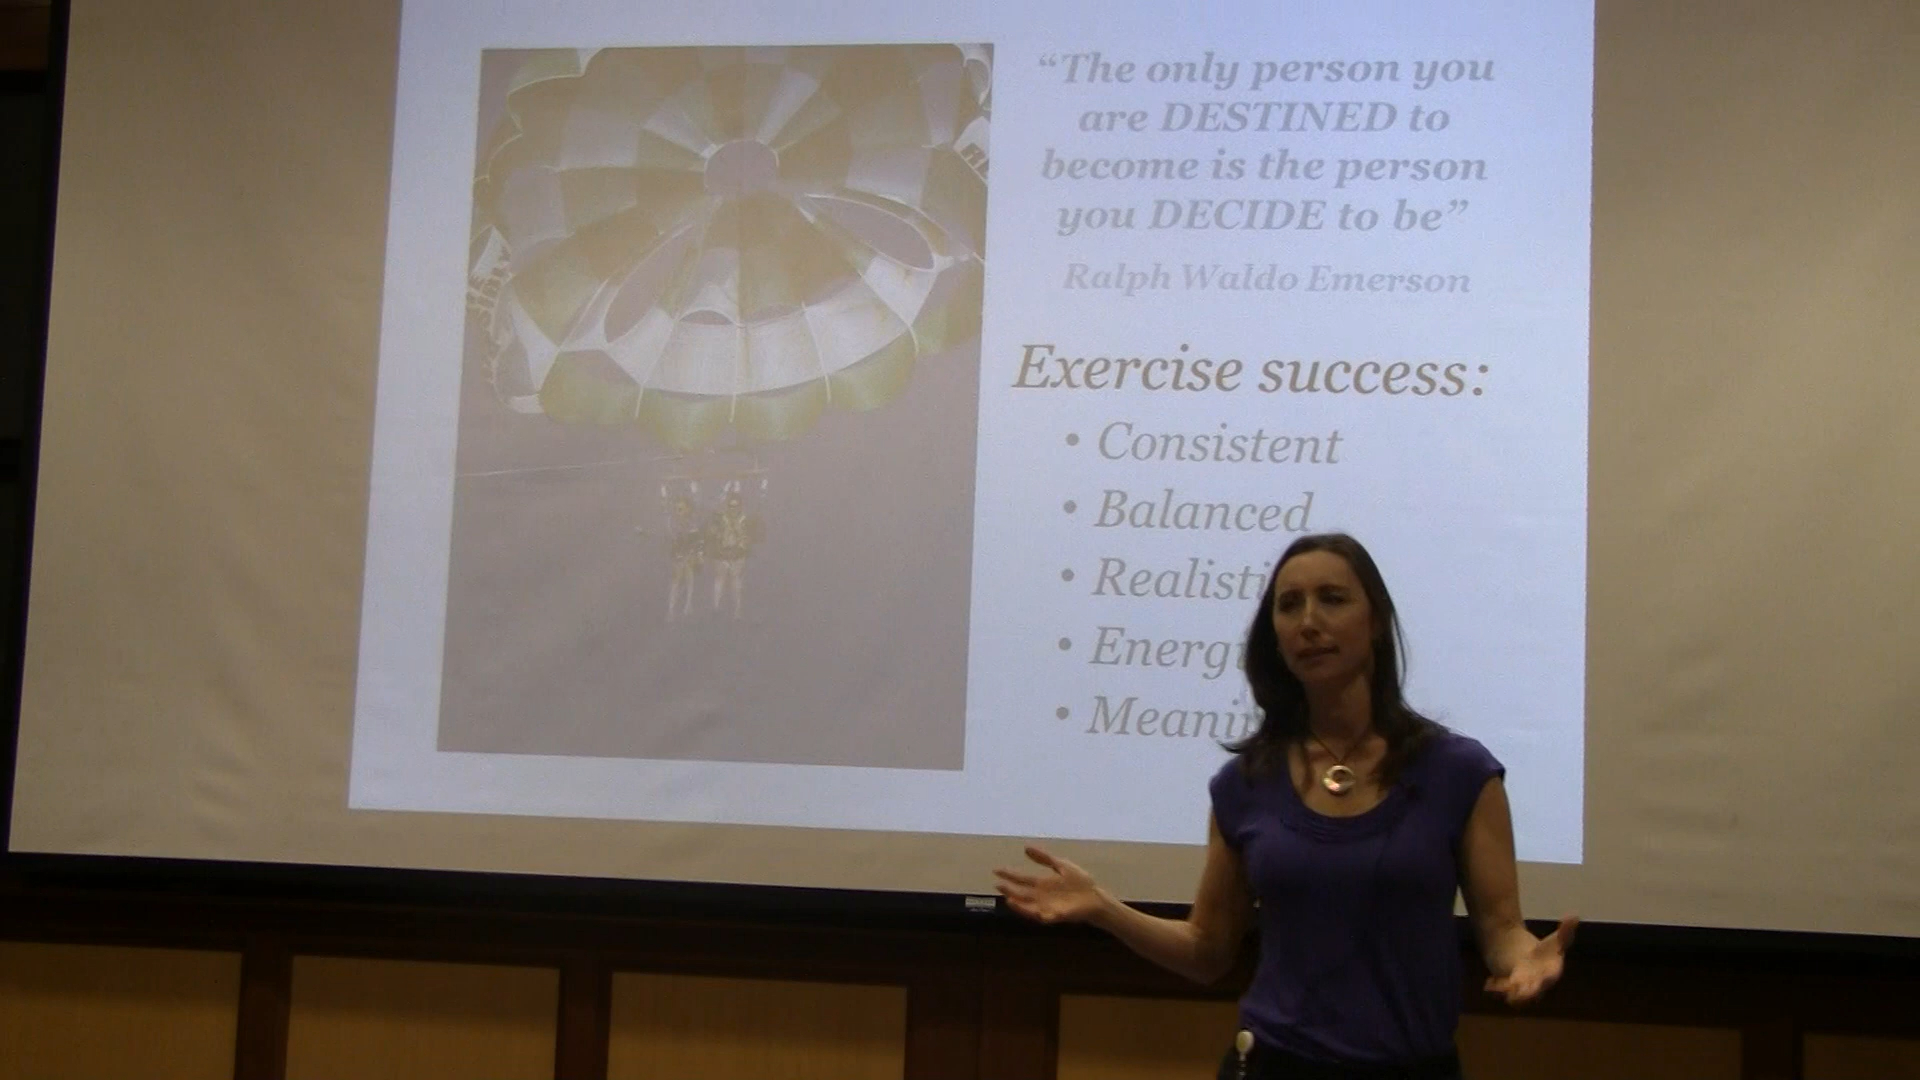 “The only person you
are DESTINED to
become is the person
you DECIDE to be”
Ralph Waldo Emerson
Exercise success:
• Consistent
• Balanced